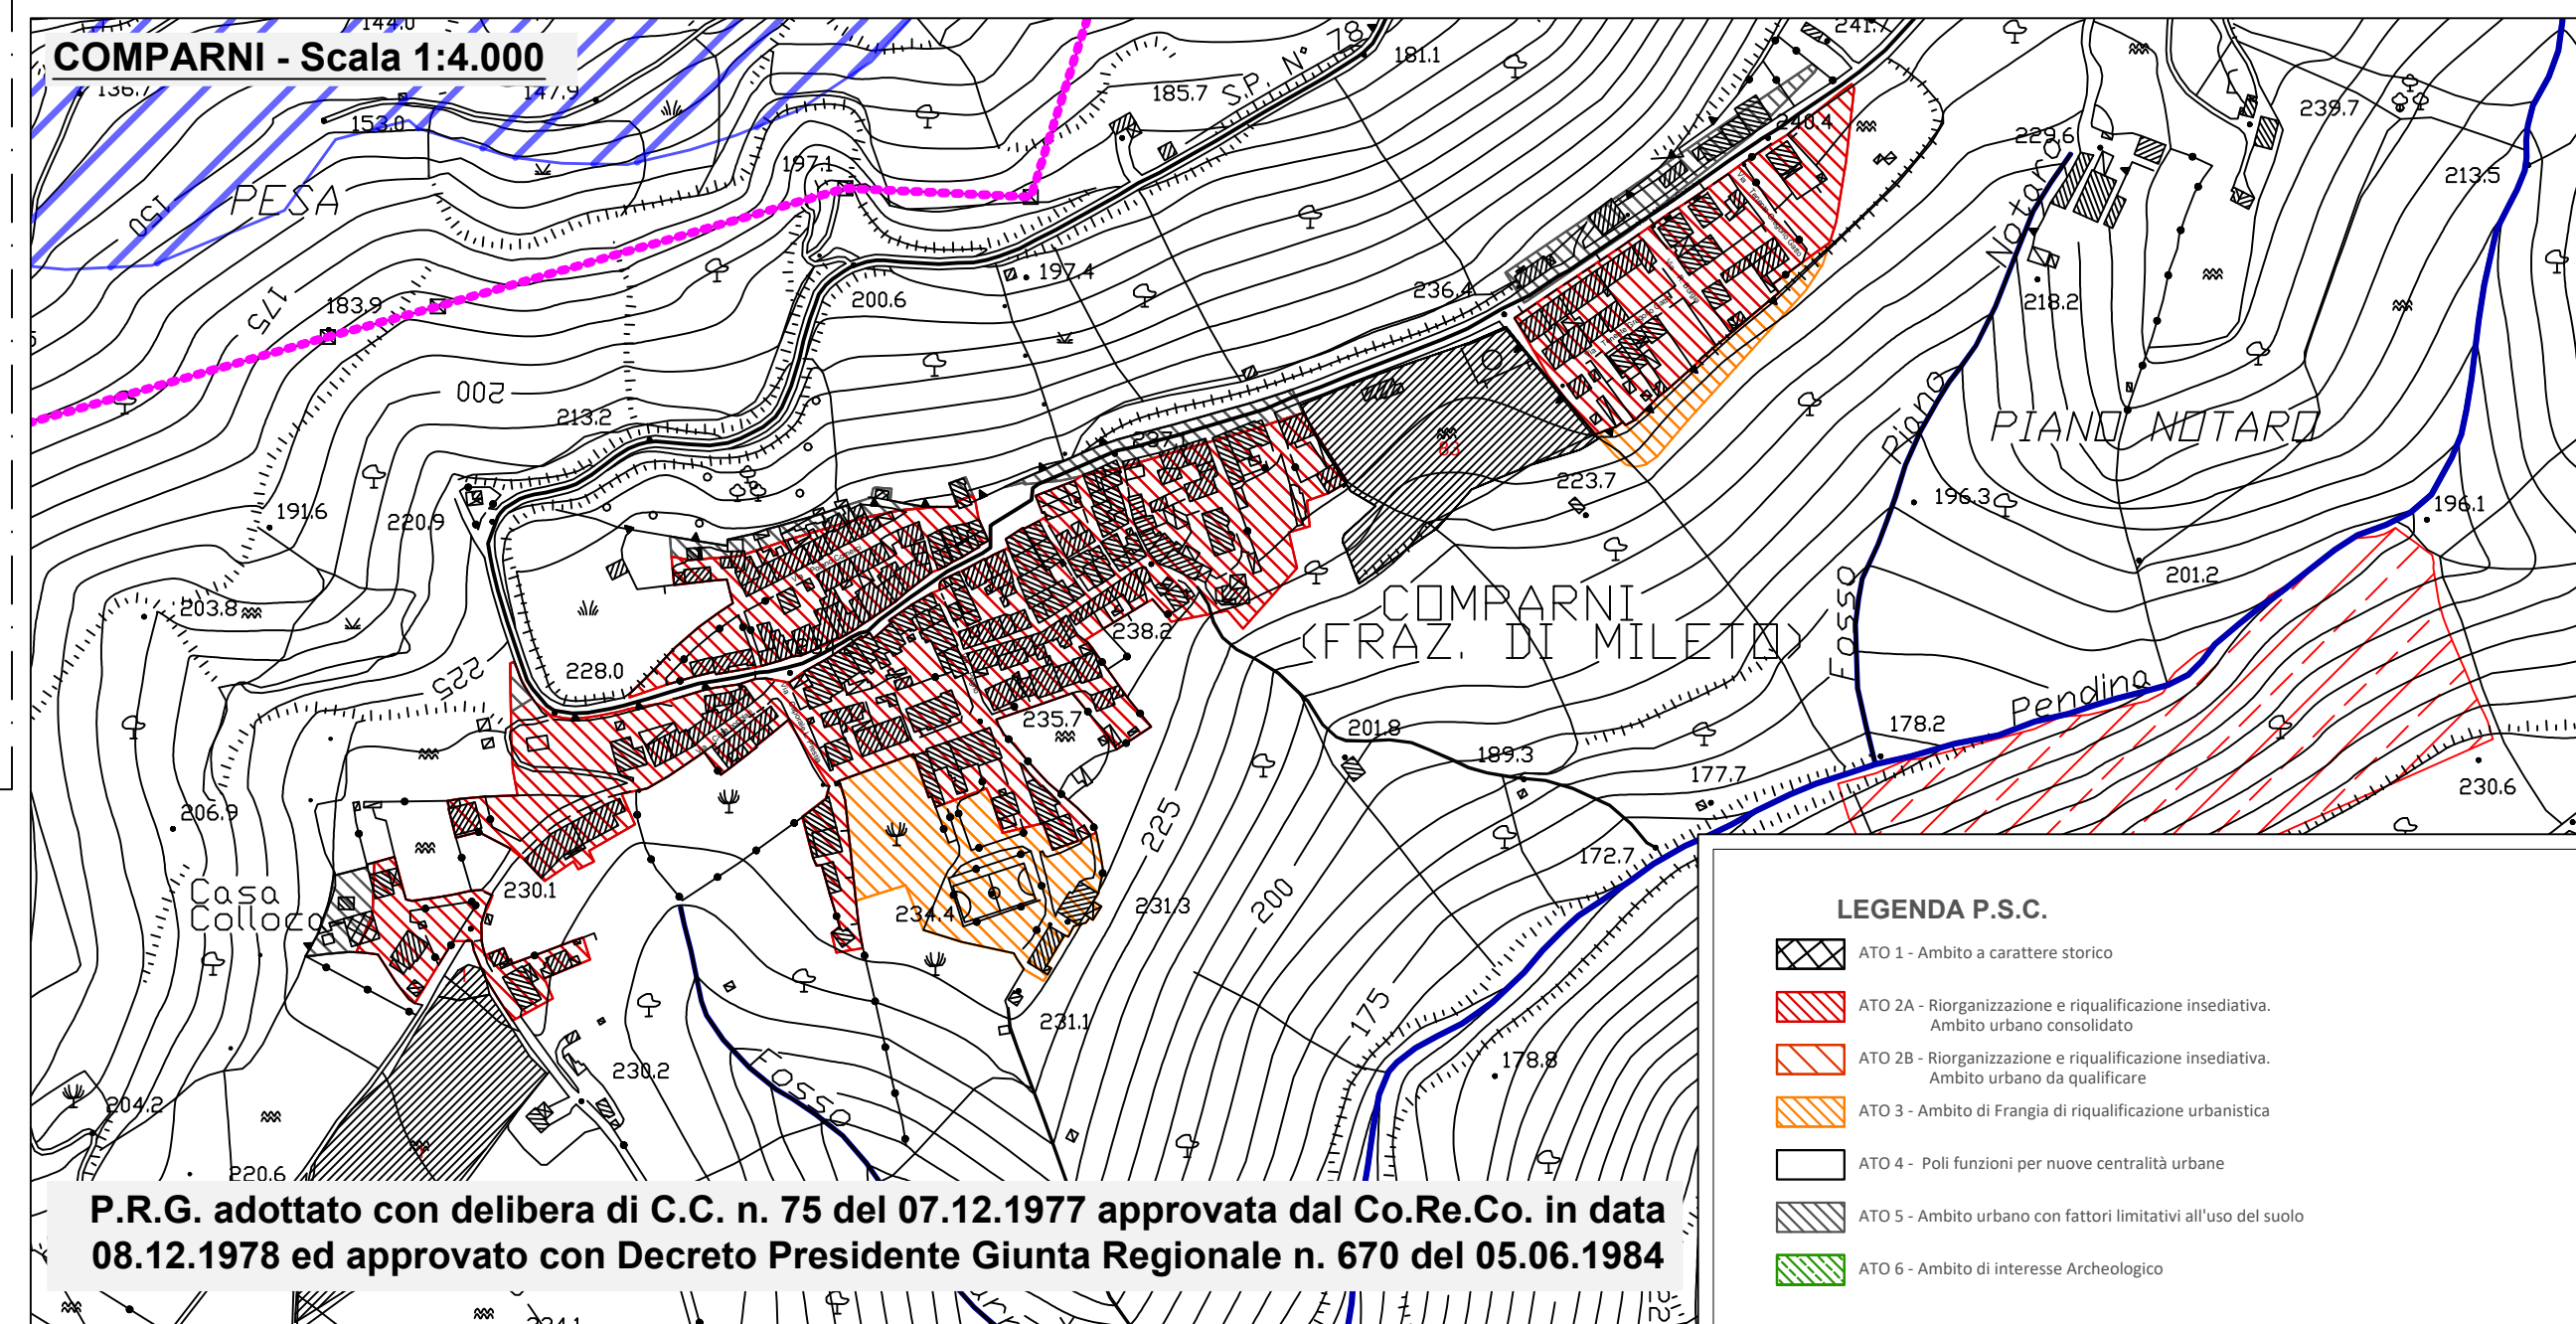 COMPARNI - Scala 1:4.000
144.0
136.7
147.9
153.0
PESA
150
197.1
185.7
S.P. N° 78
181.1
241.7
240.4
229.6
239.7
213.5
175
183.9
200.6
197.4
236.4
218.2
Notaro
Piano
Fosso
PIANO NOTARO
200
213.2
237.1
83
223.7
196.3
196.1
191.6
220.9
201.2
203.8
COMPARNI
(FRAZ. DI MILETO)
238.2
225
228.0
235.7
201.8
189.3
178.2
Pendina
177.7
230.6
206.9
225
172.7
Casa
Colloca
230.1
234.4
231.3
200
175
231.1
178.8
230.2
Fosso
204.2
220.6
P.R.G. adottato con delibera di C.C. n. 75 del 07.12.1977 approvata dal Co.Re.Co. in data
08.12.1978 ed approvato con Decreto Presidente Giunta Regionale n. 670 del 05.06.1984
LEGENDA P.S.C.
ATO 1 - Ambito a carattere storico
ATO 2A - Riorganizzazione e riqualificazione insediativa.
Ambito urbano consolidato
ATO 2B - Riorganizzazione e riqualificazione insediativa.
Ambito urbano da qualificare
ATO 3 - Ambito di Frangia di riqualificazione urbanistica
ATO 4 - Poli funzioni per nuove centralità urbane
ATO 5 - Ambito urbano con fattori limitativi all'uso del suolo
ATO 6 - Ambito di interesse Archeologico